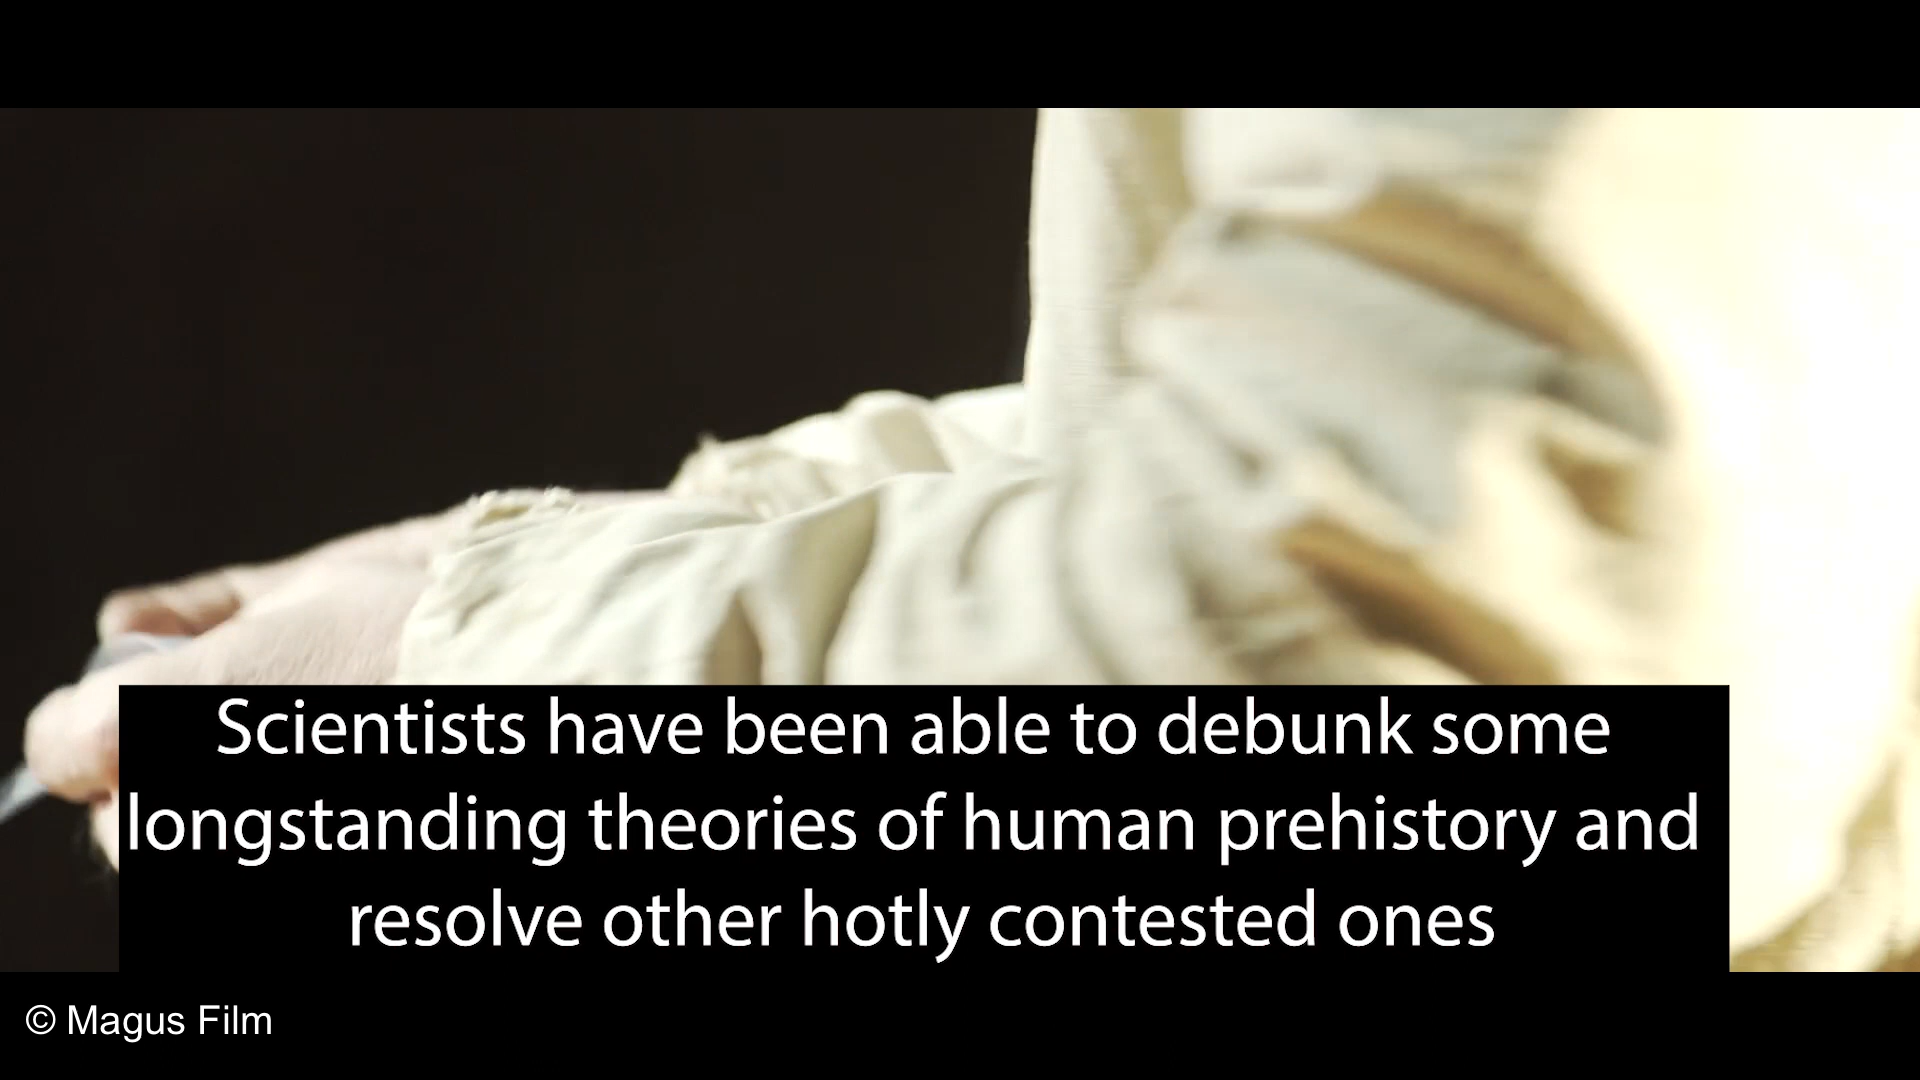 Scientists have been able to debunk some
longstanding theories of human prehistory and
resolve other hotly contested ones
© Magus Film